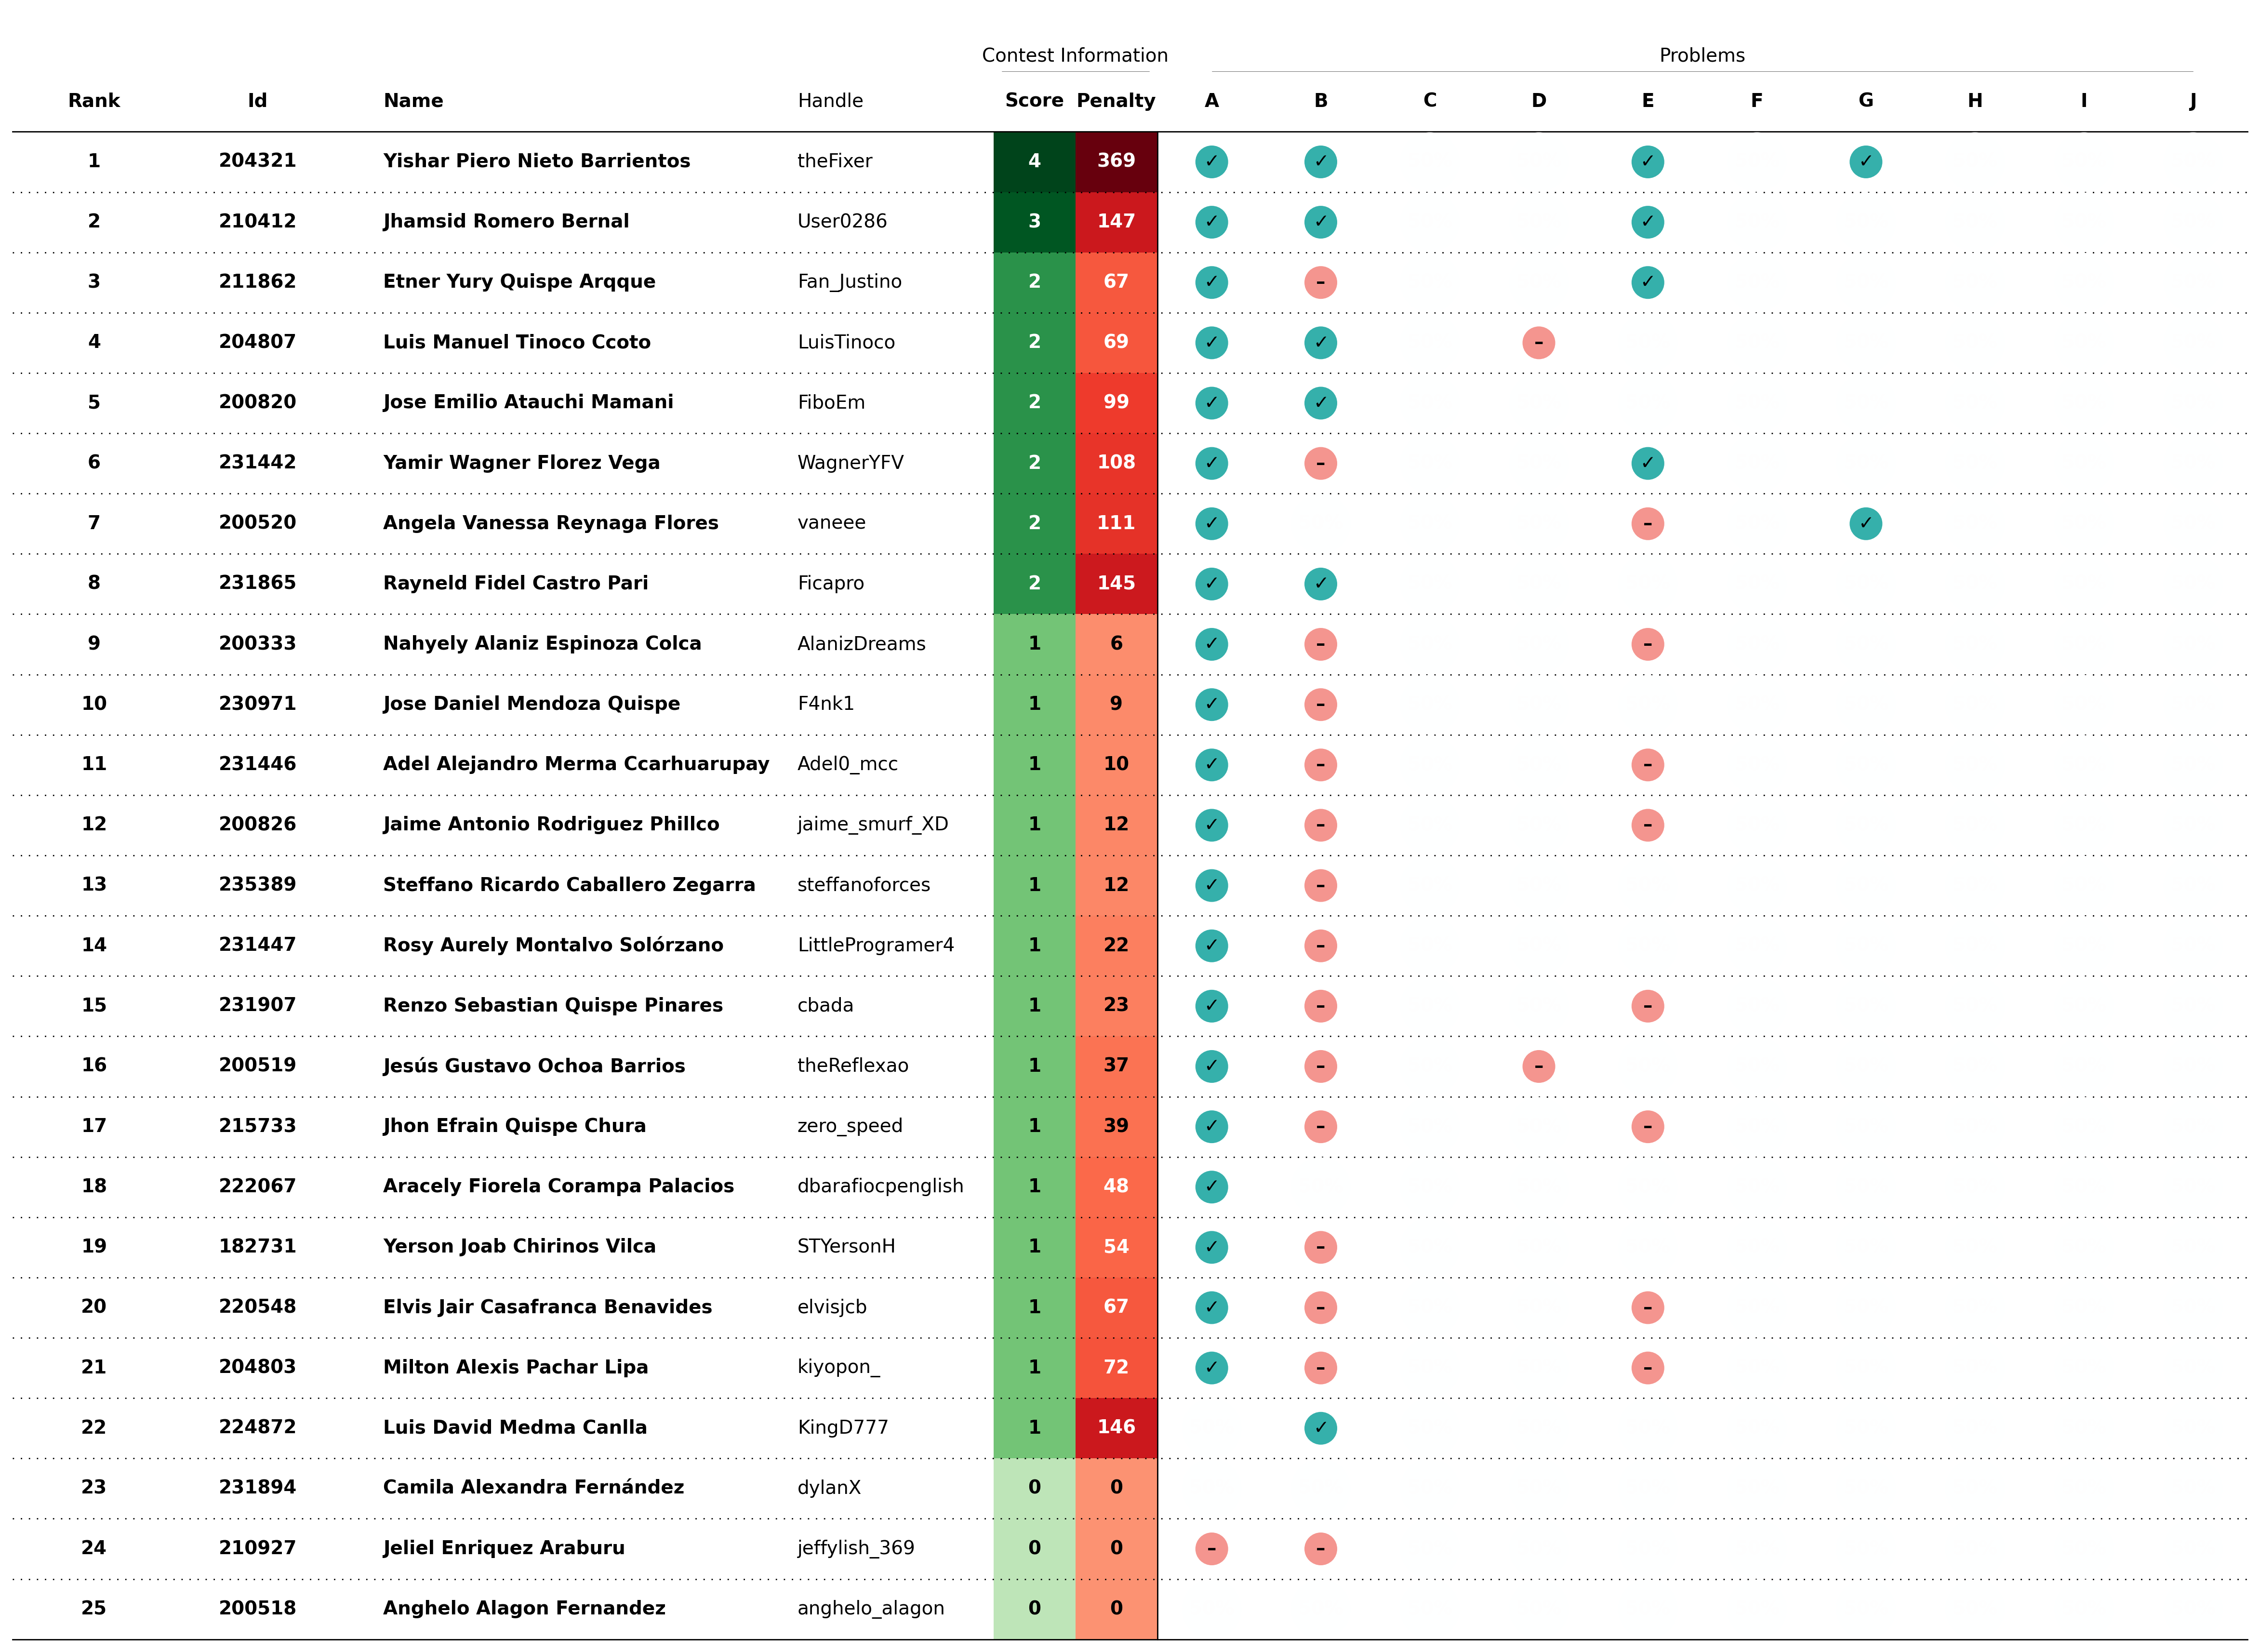 Contest Information Problems
Rank Id Name Handle Score Penalty A B C D E F G H I J
1 204321 Yishar Piero Nieto Barrientos theFixer 4 369 ✓ ✓ ✓ ✓
2 210412 Jhamsid Romero Bernal User0286 3 147 ✓ ✓ ✓
3 211862 Etner Yury Quispe Arqque Fan_Justino 2 67 ✓ – ✓
4 204807 Luis Manuel Tinoco Ccoto LuisTinoco 2 69 ✓ ✓ –
5 200820 Jose Emilio Atauchi Mamani FiboEm 2 99 ✓ ✓
6 231442 Yamir Wagner Florez Vega WagnerYFV 2 108 ✓ – ✓
7 200520 Angela Vanessa Reynaga Flores vaneee 2 111 ✓ – ✓
8 231865 Rayneld Fidel Castro Pari Ficapro 2 145 ✓ ✓
9 200333 Nahyely Alaniz Espinoza Colca AlanizDreams 1 6 ✓ – –
10 230971 Jose Daniel Mendoza Quispe F4nk1 1 9 ✓ –
11 231446 Adel Alejandro Merma Ccarhuarupay Adel0_mcc 1 10 ✓ – –
12 200826 Jaime Antonio Rodriguez Phillco jaime_smurf_XD 1 12 ✓ – –
13 235389 Steffano Ricardo Caballero Zegarra steffanoforces 1 12 ✓ –
14 231447 Rosy Aurely Montalvo Solórzano LittleProgramer4 1 22 ✓ –
15 231907 Renzo Sebastian Quispe Pinares cbada 1 23 ✓ – –
16 200519 Jesús Gustavo Ochoa Barrios theReflexao 1 37 ✓ – –
17 215733 Jhon Efrain Quispe Chura zero_speed 1 39 ✓ – –
18 222067 Aracely Fiorela Corampa Palacios dbarafiocpenglish 1 48 ✓
19 182731 Yerson Joab Chirinos Vilca STYersonH 1 54 ✓ –
20 220548 Elvis Jair Casafranca Benavides elvisjcb 1 67 ✓ – –
21 204803 Milton Alexis Pachar Lipa kiyopon_ 1 72 ✓ – –
22 224872 Luis David Medma Canlla KingD777 1 146 ✓
23 231894 Camila Alexandra Fernández dylanX 0 0
24 210927 Jeliel Enriquez Araburu jeffylish_369 0 0 – –
25 200518 Anghelo Alagon Fernandez anghelo_alagon 0 0